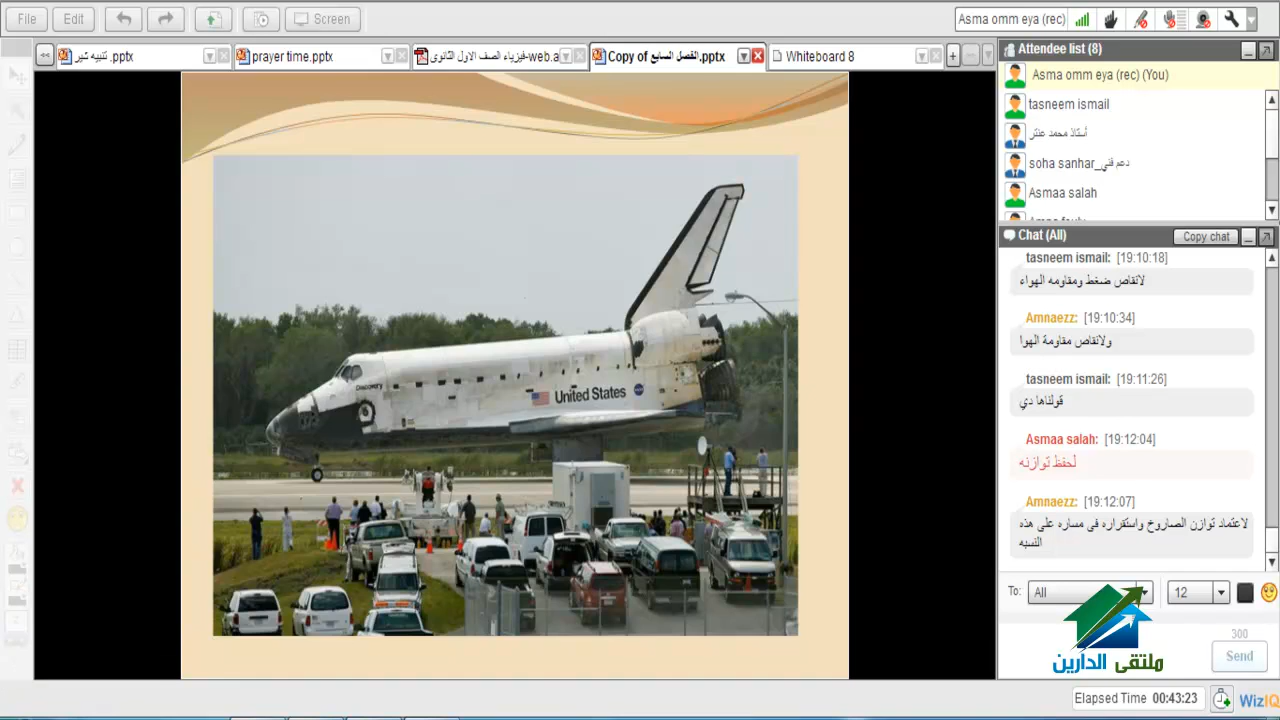 File Edit Screen Asma omm eya (rec)
تنبيه شير .pptx
prayer time.pptx
فيزياء الصف الاول الثانوى-web.a
Copy of الفصل السابع.pptx
Whiteboard 8
Attendee list (8)
Asma omm eya (rec) (You)
tasneem ismail
أستاذ محمد عنتر
soha sanhar_دعم فني
Asmaa salah
Chat (All) Copy chat
tasneem ismail: [19:10:18]
لانقاص ضغط ومقاومه الهواء
Amnaezz: [19:10:34]
ولانقاص مقاومة الهوا
tasneem ismail: [19:11:26]
قولناها دي
Asmaa salah: [19:12:04]
لحفظ توازنه
Amnaezz: [19:12:07]
لاعتماد توازن الصاروخ واستقراره فى مساره على هذه
النسبه
To: All 12
ملتقى الدارين
300
Send
Elapsed Time 00:43:23 WizIQ
Discovery
United States